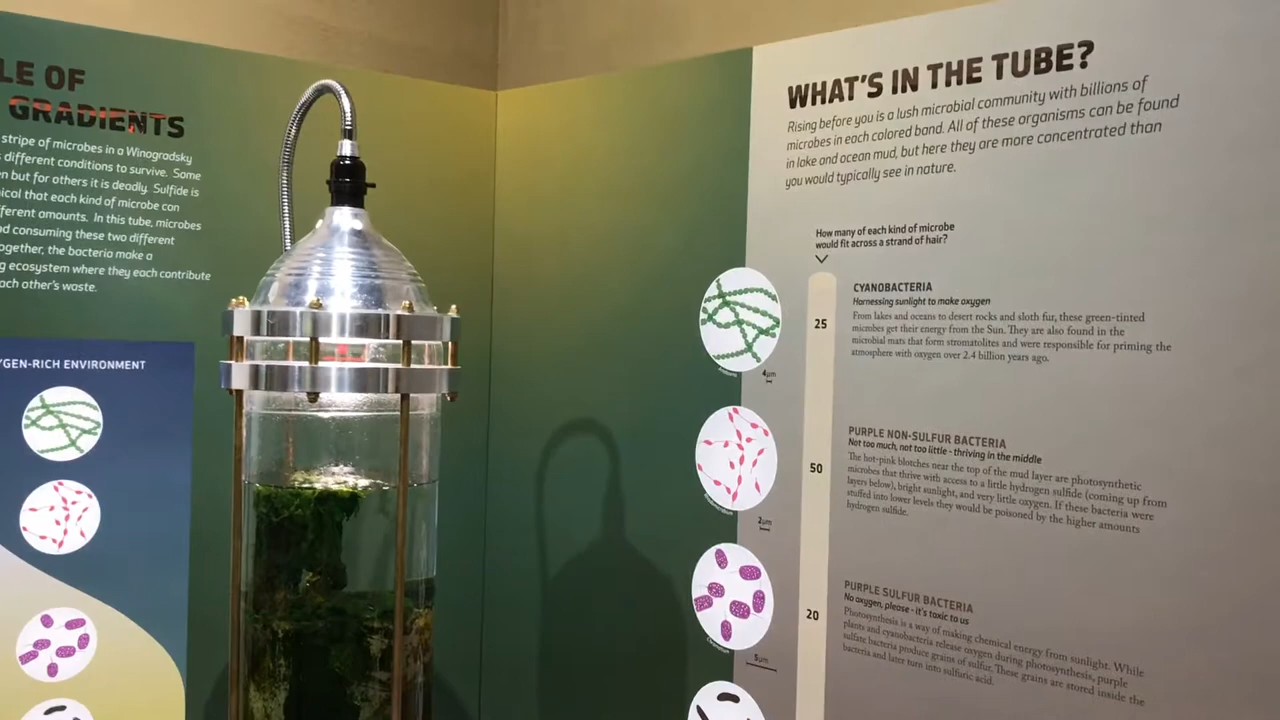 LE OF
GRADIENTS
stripe of microbes in a Winogradsky
different conditions to survive. Some
n but for others it is deadly. Sulfide is
ical that each kind of microbe can
ferent amounts. In this tube, microbes
d consuming these two different
ogether, the bacteria make a
g ecosystem where they each contribute
ach other's waste.
YGEN-RICH ENVIRONMENT
WHAT'S IN THE TUBE?
Rising before you is a lush microbial community with billions of
microbes in each colored band. All of these organisms can be found
in lake and ocean mud, but here they are more concentrated than
you would typically see in nature.
How many of each kind of microbe
would fit across a strand of hair?
25
4μm
CYANOBACTERIA
Harnessing sunlight to make oxygen
From lakes and oceans to desert rocks and sloth fur, these green-tinted
microbes get their energy from the Sun. They are also found in the
microbial mats that form stromatolites and were responsible for priming the
atmosphere with oxygen over 2.4 billion years ago.
50
2μm
PURPLE NON-SULFUR BACTERIA
Not too much, not too little - thriving in the middle
The hot-pink blotches near the top of the mud layer are photosynthetic
microbes that thrive with access to a little hydrogen sulfide (coming up from
layers below), bright sunlight, and very little oxygen. If these bacteria were
stuffed into lower levels they would be poisoned by the higher amounts
hydrogen sulfide.
20
5μm
PURPLE SULFUR BACTERIA
No oxygen, please - it's toxic to us
Photosynthesis is a way of making chemical energy from sunlight. While
plants and cyanobacteria release oxygen during photosynthesis, purple
sulfate bacteria produce grains of sulfur. These grains are stored inside the
bacteria and later turn into sulfuric acid.